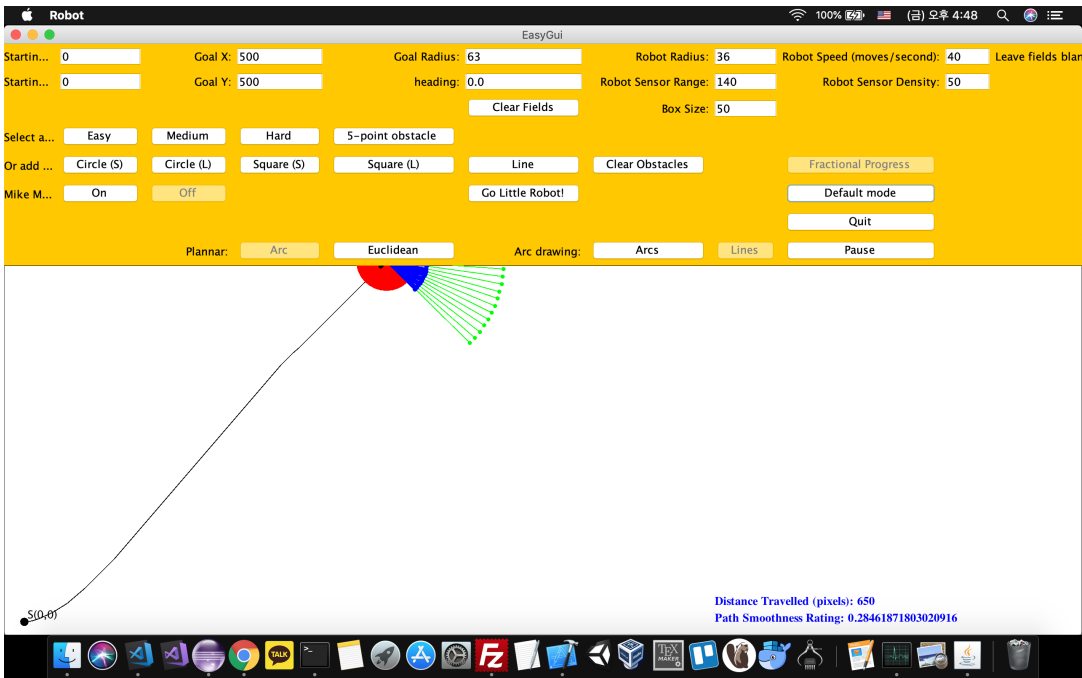 Robot 100% (금) 오후 4:48
EasyGui
Startin... 0 Goal X: 500 Goal Radius: 63 Robot Radius: 36 Robot Speed (moves/second): 40 Leave fields blan
Startin... 0 Goal Y: 500 heading: 0.0 Robot Sensor Range: 140 Robot Sensor Density: 50
Clear Fields Box Size: 50
Select a... Easy Medium Hard 5-point obstacle
Or add ... Circle (S) Circle (L) Square (S) Square (L) Line Clear Obstacles Fractional Progress
Mike M... On Off Go Little Robot! Default mode
Quit
Plannar: Arc Euclidean Arc drawing: Arcs Lines Pause
S(0,0)
Distance Travelled (pixels): 650
Path Smoothness Rating: 0.28461871803020916
TALK
TEX
MAKER